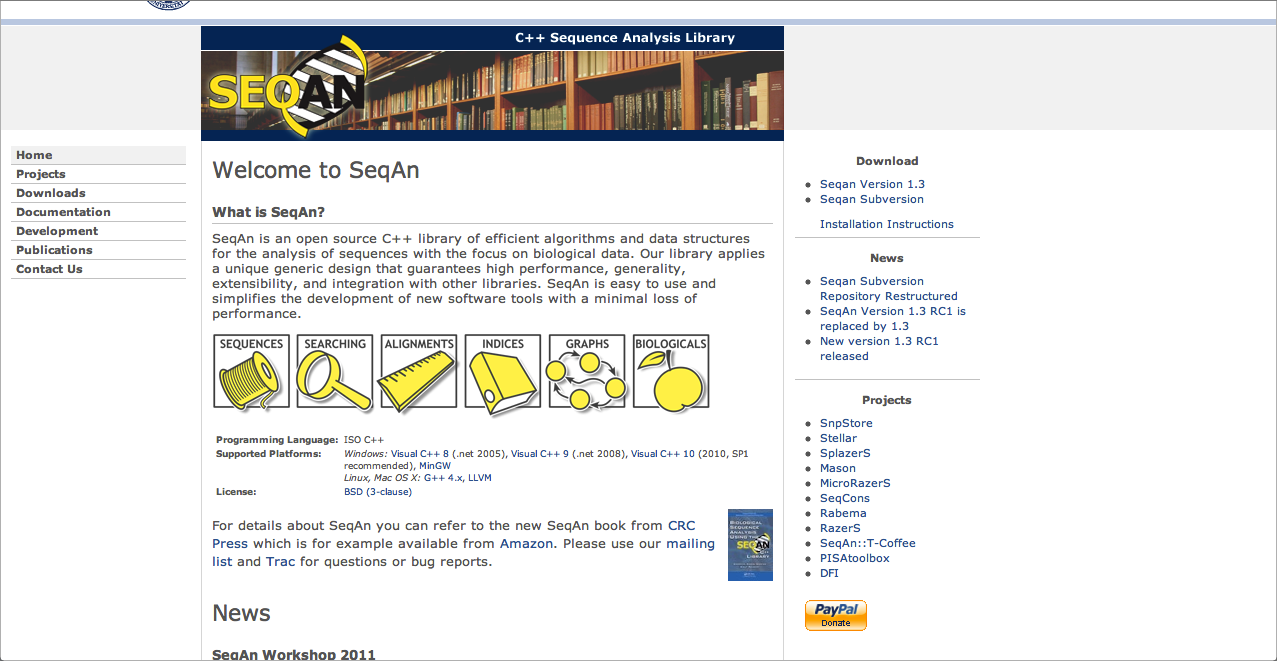 C++ Sequence Analysis Library
SEQAN
Home
Projects
Downloads
Documentation
Development
Publications
Contact Us
Welcome to SeqAn
What is SeqAn?
SeqAn is an open source C++ library of efficient algorithms and data structures
for the analysis of sequences with the focus on biological data. Our library applies
a unique generic design that guarantees high performance, generality,
extensibility, and integration with other libraries. SeqAn is easy to use and
simplifies the development of new software tools with a minimal loss of
performance.
SEQUENCES SEARCHING ALIGNMENTS INDICES GRAPHS BIOLOGICALS
Programming Language: ISO C++
Supported Platforms: Windows: Visual C++ 8 (.net 2005), Visual C++ 9 (.net 2008), Visual C++ 10 (2010, SP1
recommended), MinGW
Linux, Mac OS X: G++ 4.x, LLVM
License: BSD (3-clause)
For details about SeqAn you can refer to the new SeqAn book from CRC
Press which is for example available from Amazon. Please use our mailing
list and Trac for questions or bug reports.
BIOLOGICAL
SEQUENCE
ANALYSIS
USING THE
SEQAN
C++
LIBRARY
News
SeqAn Workshop 2011
Download
Seqan Version 1.3
Seqan Subversion
Installation Instructions
News
Seqan Subversion
Repository Restructured
SeqAn Version 1.3 RC1 is
replaced by 1.3
New version 1.3 RC1
released
Projects
SnpStore
Stellar
SplazerS
Mason
MicroRazerS
SeqCons
Rabema
RazerS
SeqAn::T-Coffee
PISAtoolbox
DFI
PayPal
Donate